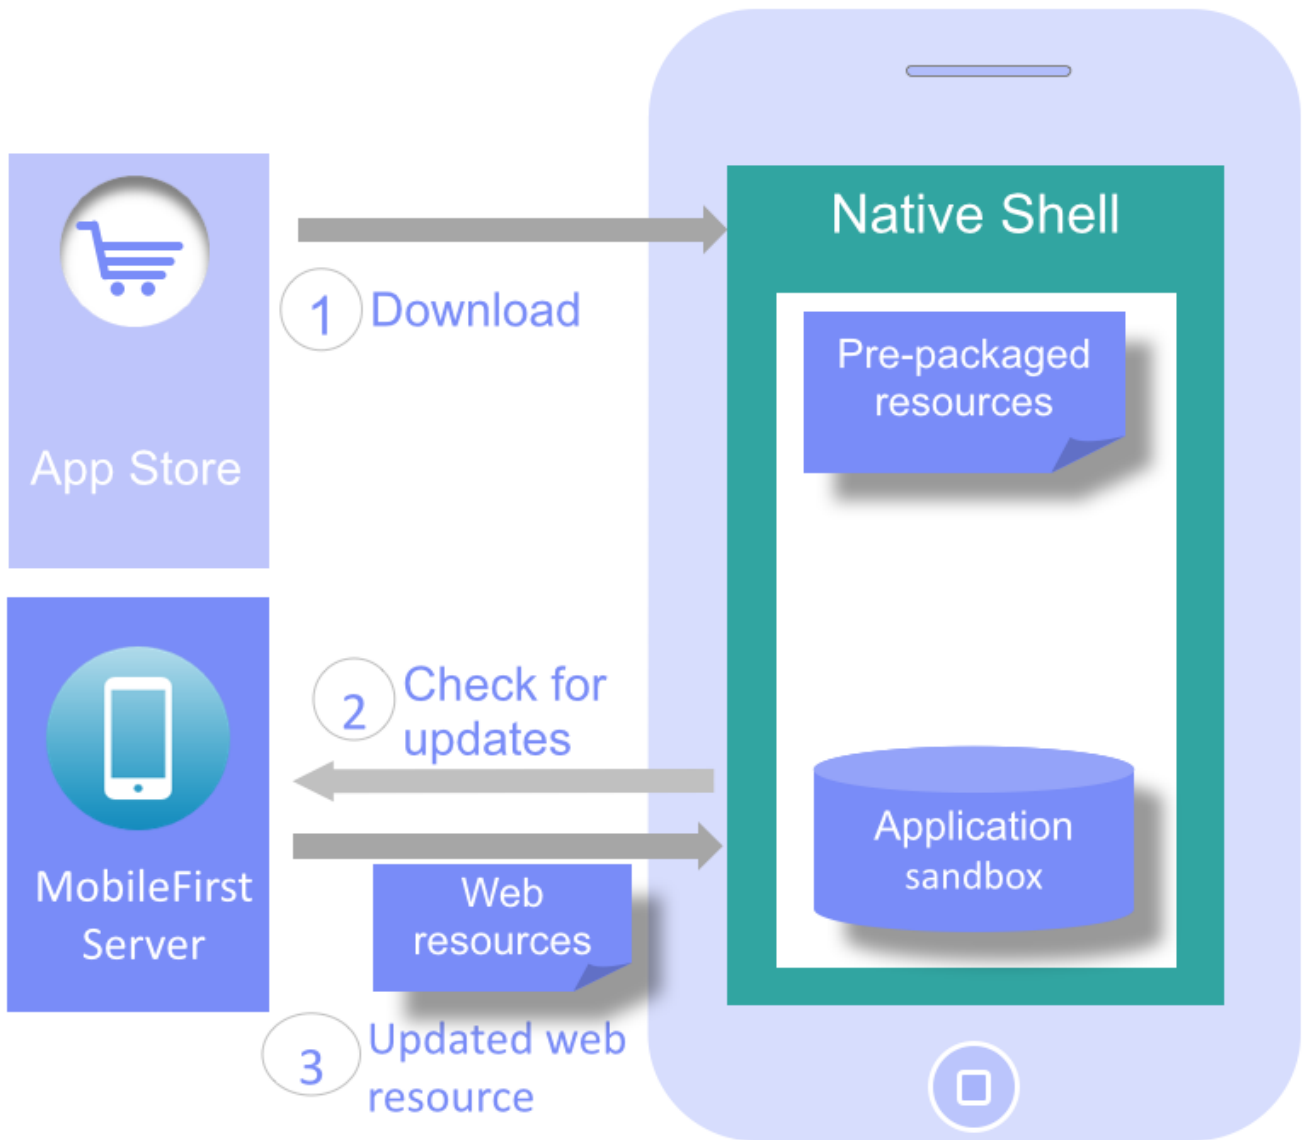 Native Shell
App Store
1 Download
Pre-packaged
resources
MobileFirst
Server
2 Check for
updates
Web
resources
3 Updated web
resource
Application
sandbox